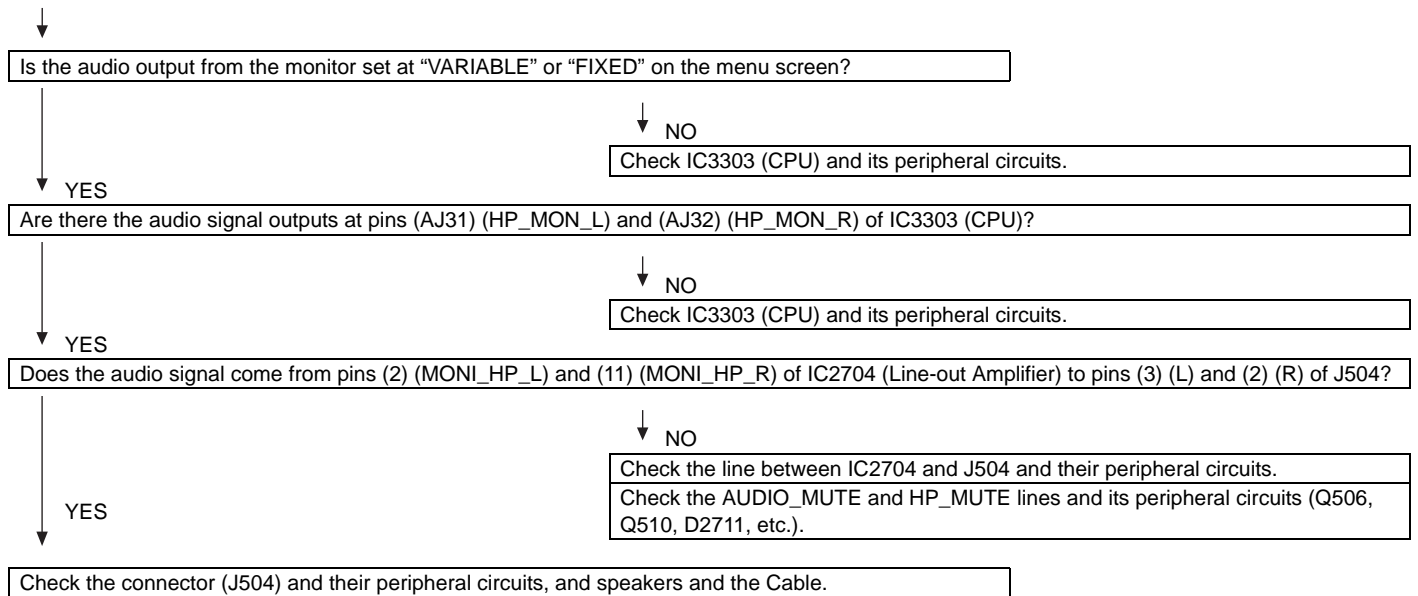 Is the audio output from the monitor set at “VARIABLE” or “FIXED” on the menu screen?
NO
Check IC3303 (CPU) and its peripheral circuits.
YES
Are there the audio signal outputs at pins (AJ31) (HP_MON_L) and (AJ32) (HP_MON_R) of IC3303 (CPU)?
NO
Check IC3303 (CPU) and its peripheral circuits.
YES
Does the audio signal come from pins (2) (MONI_HP_L) and (11) (MONI_HP_R) of IC2704 (Line-out Amplifier) to pins (3) (L) and (2) (R) of J504?
NO
Check the line between IC2704 and J504 and their peripheral circuits.
Check the AUDIO_MUTE and HP_MUTE lines and its peripheral circuits (Q506,
Q510, D2711, etc.).
YES
Check the connector (J504) and their peripheral circuits, and speakers and the Cable.